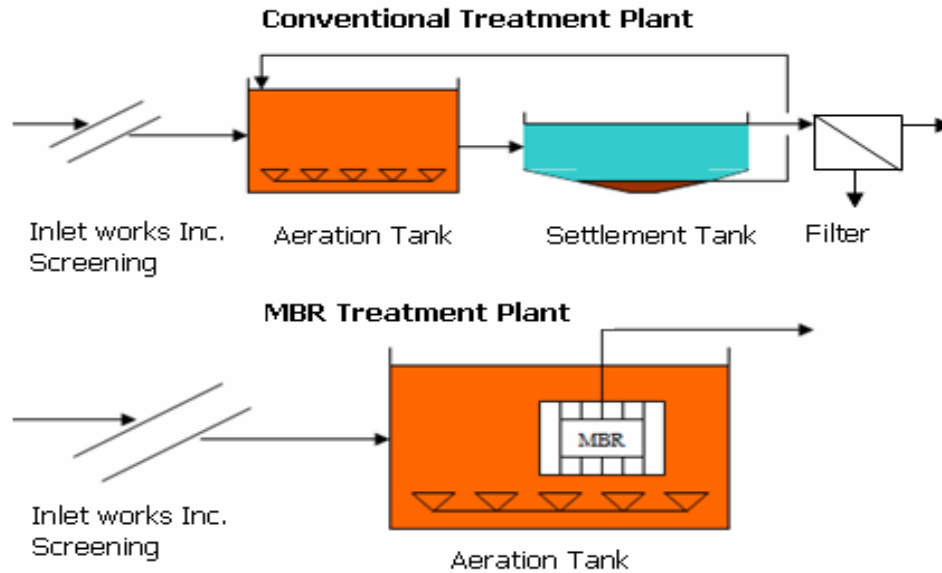 Conventional Treatment Plant
Inlet works Inc.
Screening
Aeration Tank
Settlement Tank
Filter
MBR Treatment Plant
MBR
Inlet works Inc.
Screening
Aeration Tank